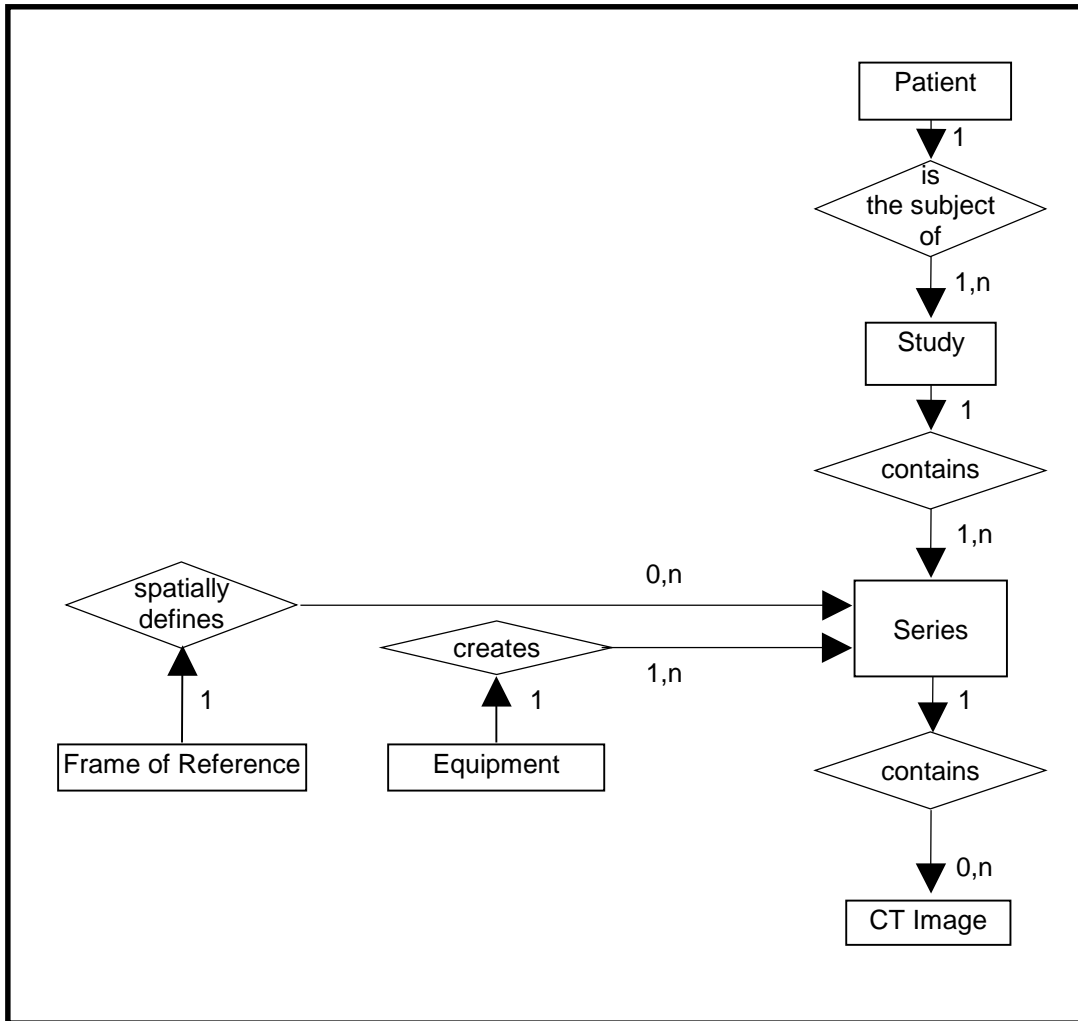 Patient
1
is
the subject
of
1,n
Study
1
contains
1,n
spatially
defines
0,n
Series
creates
1,n
1
1
1
Frame of Reference
Equipment
contains
0,n
CT Image